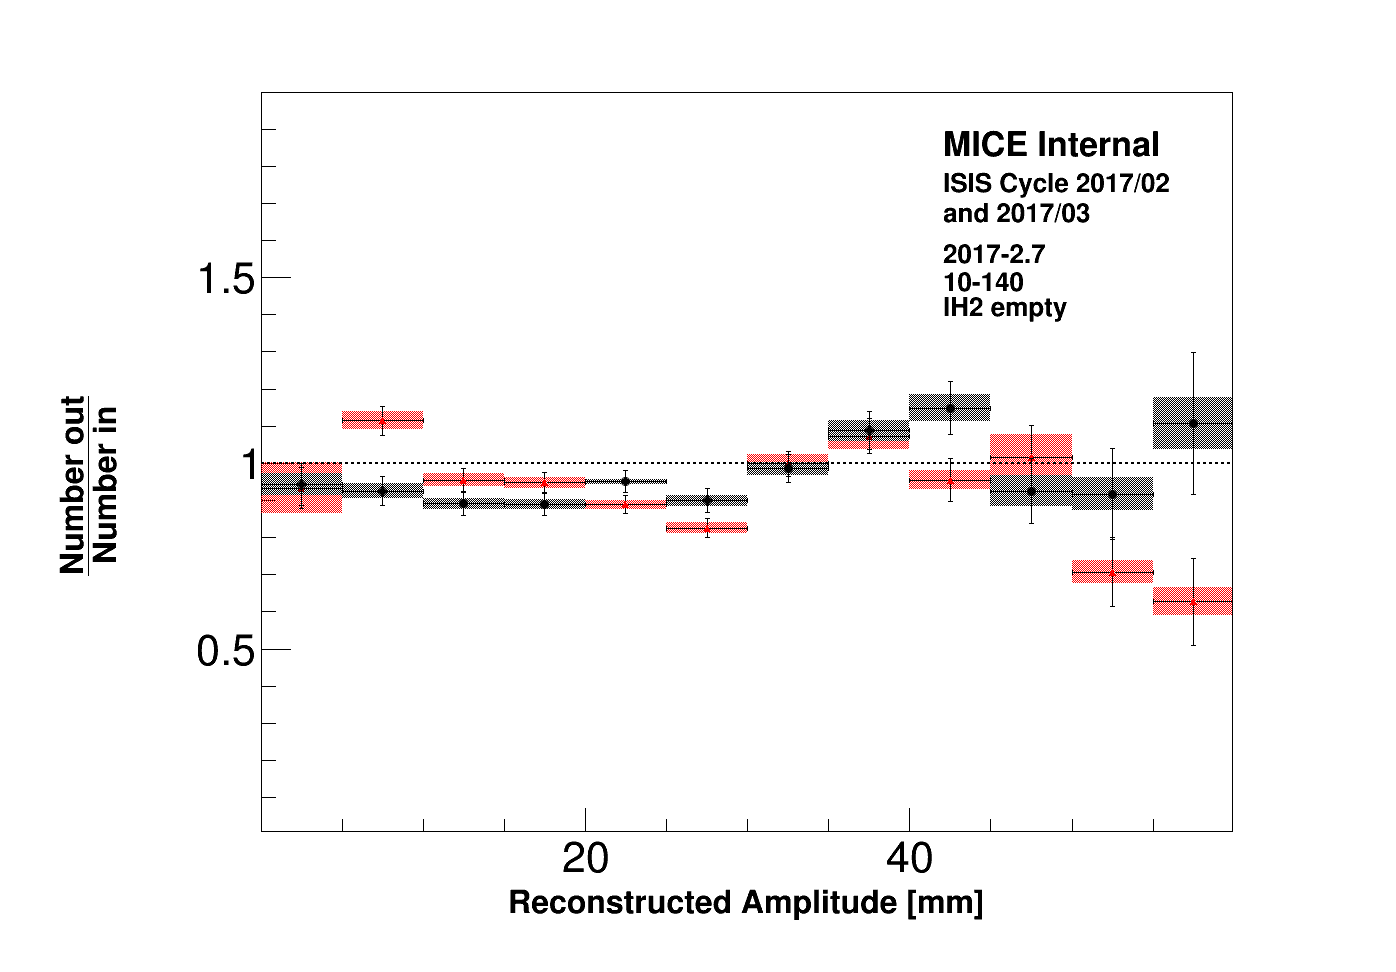 MICE Internal
ISIS Cycle 2017/02
and 2017/03
2017-2.7
10-140
lH2 empty
1.5
1
0.5
Number out
Number in
20
40
Reconstructed Amplitude [mm]